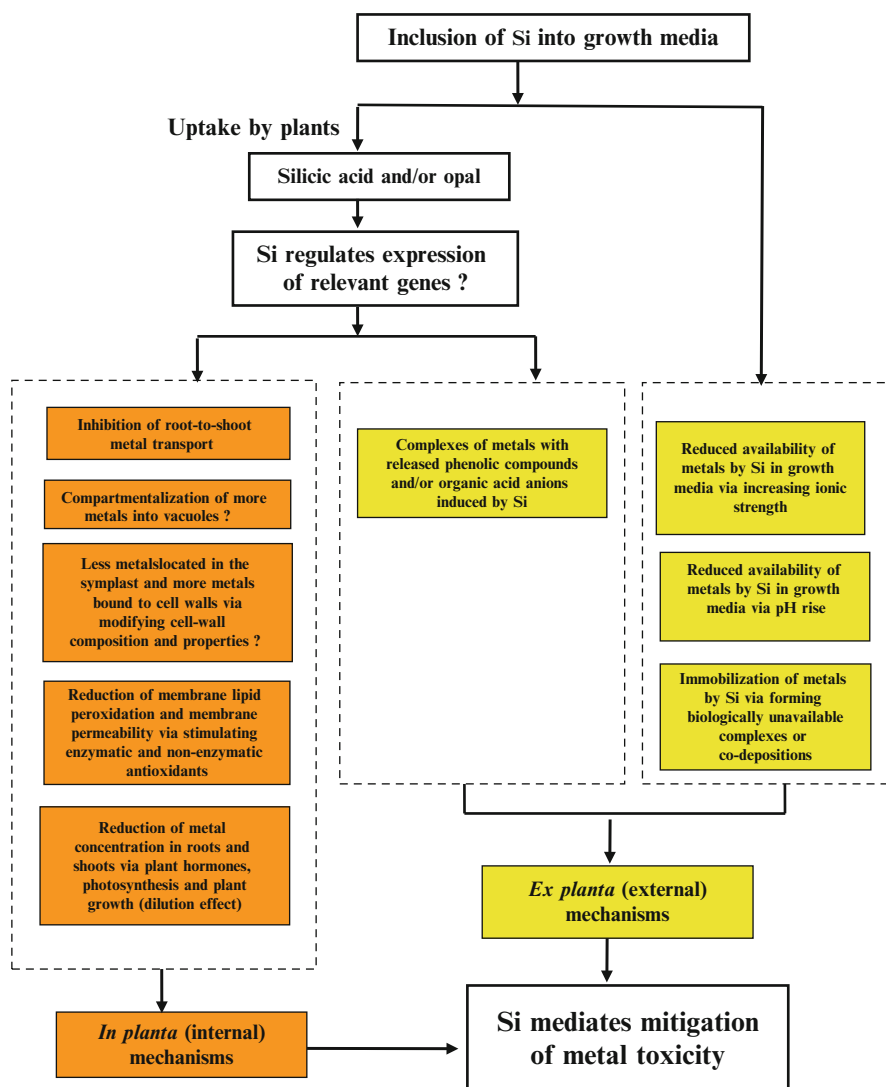 Inclusion of Si into growth media
Uptake by plants
Silicic acid and/or opal
Si regulates expression
of relevant genes ?
Inhibition of root-to-shoot
metal transport
Compartmentalization of more
metals into vacuoles ?
Less metalslocated in the
symplast and more metals
bound to cell walls via
modifying cell-wall
composition and properties ?
Reduction of membrane lipid
peroxidation and membrane
permeability via stimulating
enzymatic and non-enzymatic
antioxidants
Reduction of metal
concentration in roots and
shoots via plant hormones,
photosynthesis and plant
growth (dilution effect)
Complexes of metals with
released phenolic compounds
and/or organic acid anions
induced by Si
Reduced availability of
metals by Si in growth
media via increasing ionic
strength
Reduced availability of
metals by Si in growth
media via pH rise
Immobilization of metals
by Si via forming
biologically unavailable
complexes or
co-depositions
Ex planta (external)
mechanisms
In planta (internal)
mechanisms
Si mediates mitigation
of metal toxicity